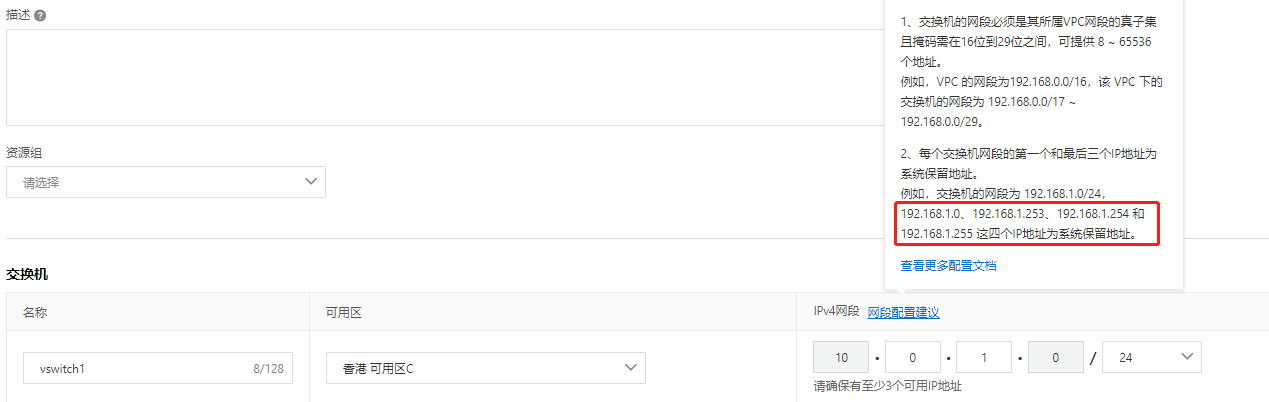 描述 ?
1、交换机的网段必须是其所属VPC网段的真子集
且掩码需在16位到29位之间，可提供 8 ~ 65536
个地址。
例如，VPC 的网段为192.168.0.0/16，该 VPC 下的
交换机的网段为 192.168.0.0/17 ~
192.168.0.0/29。
2、每个交换机网段的第一个和最后三个IP地址为
系统保留地址。
例如，交换机的网段为 192.168.1.0/24，
192.168.1.0、192.168.1.253、192.168.1.254 和
192.168.1.255 这四个IP地址为系统保留地址。
查看更多配置文档
资源组
请选择
交换机
名称 可用区 IPv4网段 网段配置建议
vswitch1 8/128 香港 可用区C 10 · 0 · 1 · 0 / 24
请确保有至少3个可用IP地址